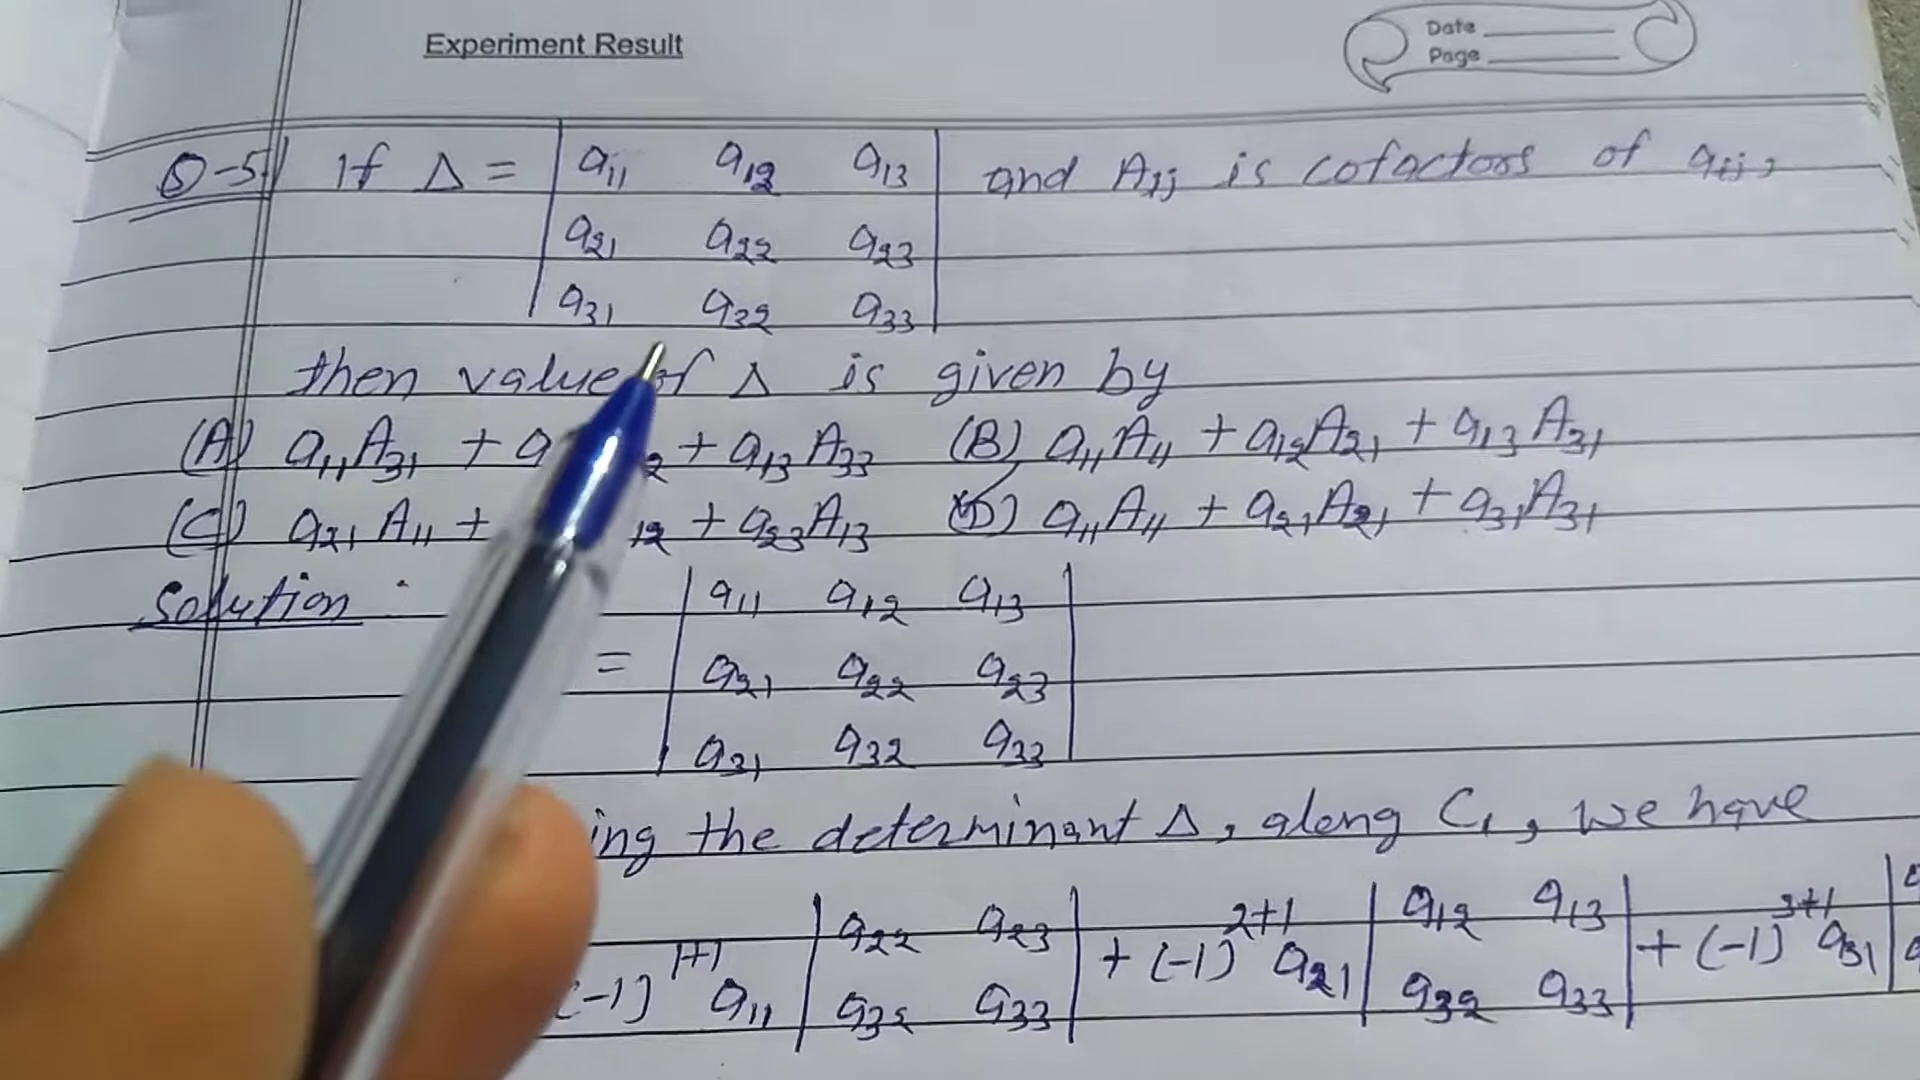 Experiment Result
Date
Page
Q-5 If Δ = | a₁₁ a₁₂ a₁₃ | and Aij is cofactors of aij,
| a₂₁ a₂₂ a₂₃ |
| a₃₁ a₃₂ a₃₃ |
then value of Δ is given by
(A) a₁₁A₃₁ + a + a₁₃A₃₃ (B) a₁₁A₁₁ + a₁₂A₂₁ + a₁₃A₃₁
(C) a₂₁A₁₁ + ₁₂ + a₂₃A₁₃ (D) a₁₁A₁₁ + a₂₁A₂₁ + a₃₁A₃₁
Solution :
= | a₁₁ a₁₂ a₁₃ |
| a₂₁ a₂₂ a₂₃ |
| a₃₁ a₃₂ a₃₃ |
ing the determinant Δ, along C₁, we have
(-1)¹⁺¹ a₁₁ | a₂₂ a₂₃ | + (-1)²⁺¹ a₂₁ | a₁₂ a₁₃ | + (-1)³⁺¹ a₃₁ |
| a₃₂ a₃₃ | | a₃₂ a₃₃ |